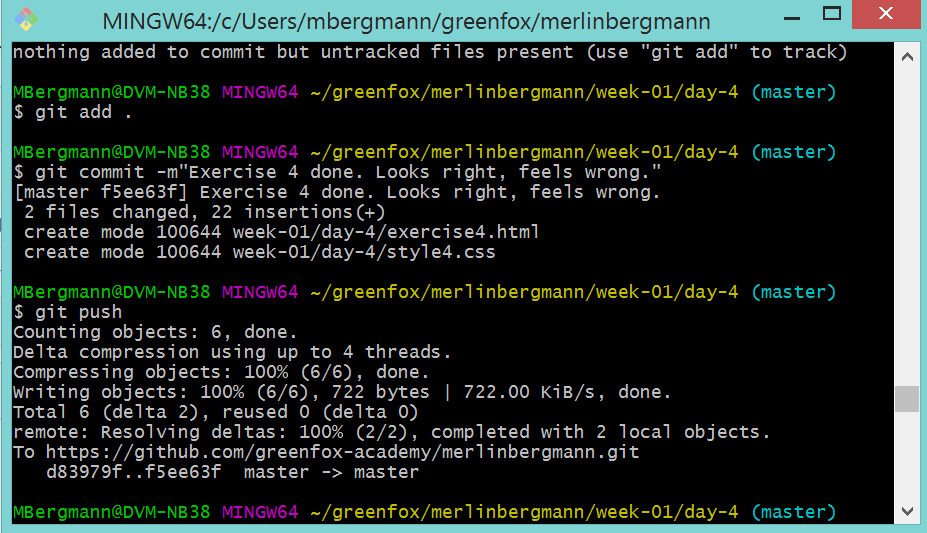 MINGW64:/c/Users/mbergmann/greenfox/merlinbergmann
nothing added to commit but untracked files present (use "git add" to track)
MBergmann@DVM-NB38 MINGW64 ~/greenfox/merlinbergmann/week-01/day-4 (master)
$ git add .
MBergmann@DVM-NB38 MINGW64 ~/greenfox/merlinbergmann/week-01/day-4 (master)
$ git commit -m"Exercise 4 done. Looks right, feels wrong."
[master f5ee63f] Exercise 4 done. Looks right, feels wrong.
 2 files changed, 22 insertions(+)
 create mode 100644 week-01/day-4/exercise4.html
 create mode 100644 week-01/day-4/style4.css
MBergmann@DVM-NB38 MINGW64 ~/greenfox/merlinbergmann/week-01/day-4 (master)
$ git push
Counting objects: 6, done.
Delta compression using up to 4 threads.
Compressing objects: 100% (6/6), done.
Writing objects: 100% (6/6), 722 bytes | 722.00 KiB/s, done.
Total 6 (delta 2), reused 0 (delta 0)
remote: Resolving deltas: 100% (2/2), completed with 2 local objects.
To https://github.com/greenfox-academy/merlinbergmann.git
   d83979f..f5ee63f  master -> master
MBergmann@DVM-NB38 MINGW64 ~/greenfox/merlinbergmann/week-01/day-4 (master)